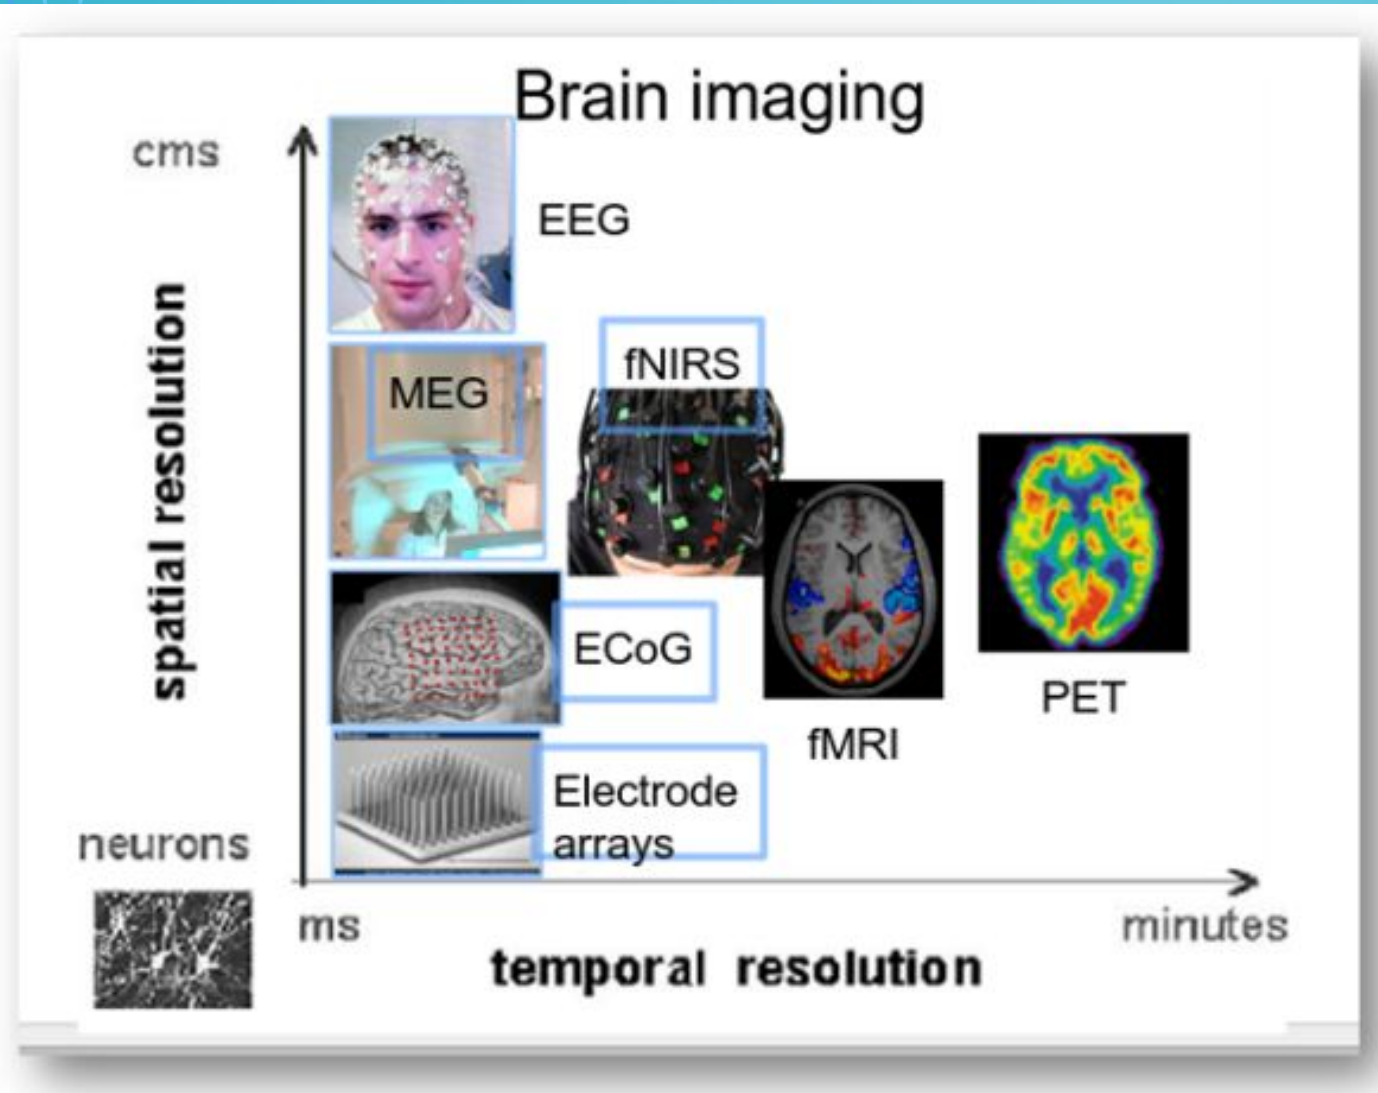 Brain imaging
cms
EEG
spatial resolution
fNIRS
MEG
ECoG
PET
fMRI
Electrode
arrays
neurons
ms
minutes
temporal resolution